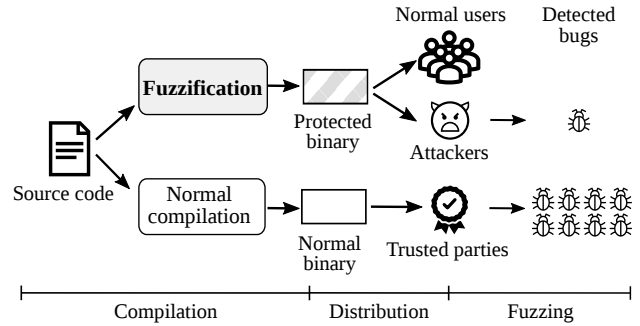 Normal users
Detected
bugs
Fuzzification
Protected
binary
Attackers
Source code
Normal
compilation
Normal
binary
Trusted parties
Compilation
Distribution
Fuzzing